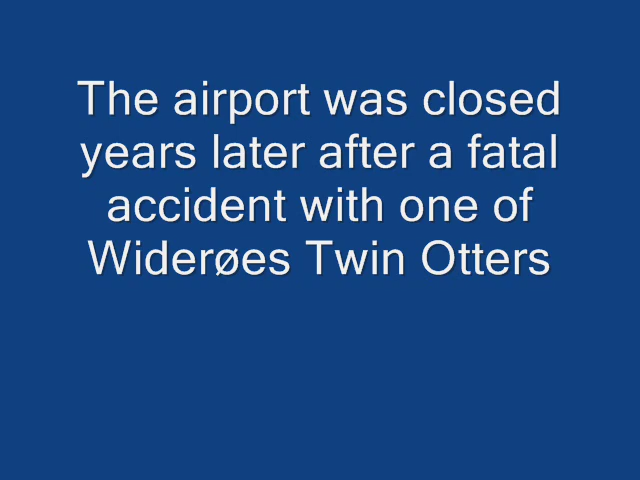 The airport was closed
years later after a fatal
accident with one of
Widerøes Twin Otters